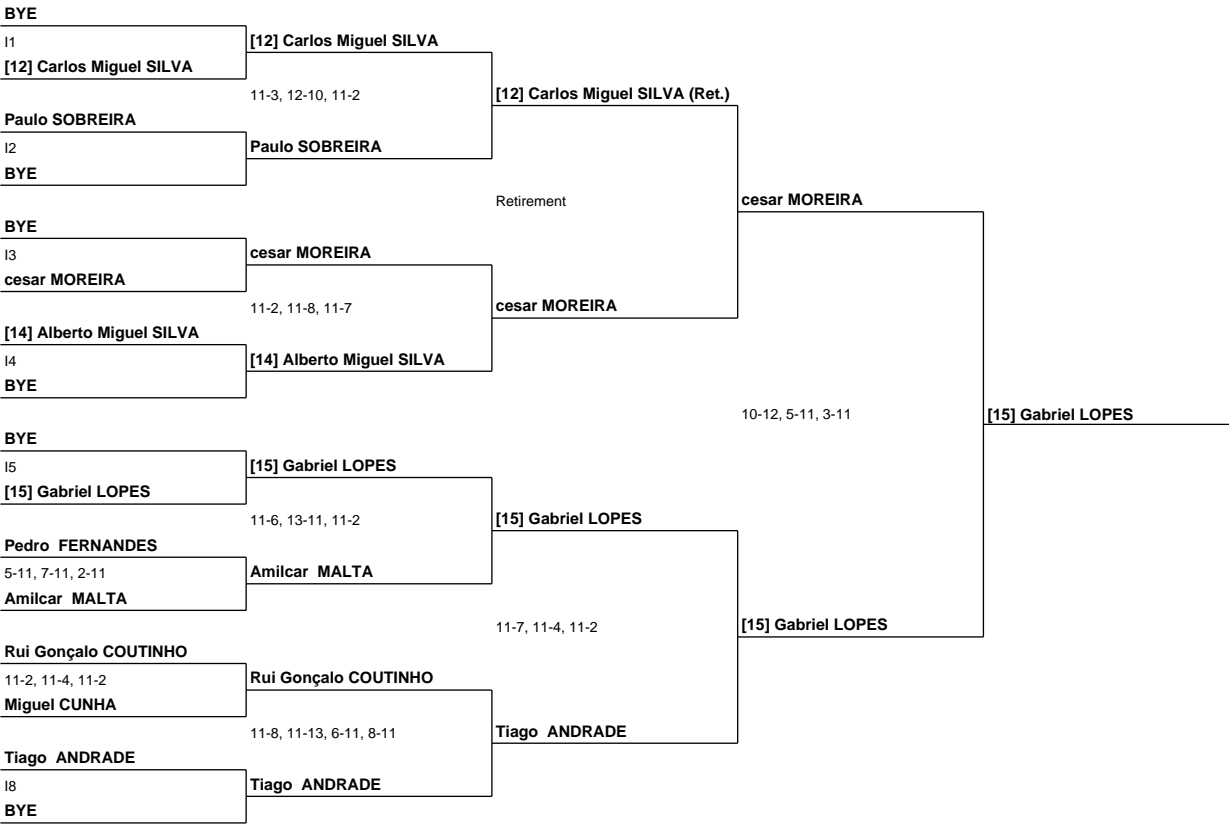 BYE
I1
[12] Carlos Miguel SILVA
Paulo SOBREIRA
I2
BYE
BYE
I3
cesar MOREIRA
[14] Alberto Miguel SILVA
I4
BYE
BYE
I5
[15] Gabriel LOPES
Pedro FERNANDES
5-11, 7-11, 2-11
Amilcar MALTA
Rui Gonçalo COUTINHO
11-2, 11-4, 11-2
Miguel CUNHA
Tiago ANDRADE
I8
BYE
[12] Carlos Miguel SILVA
11-3, 12-10, 11-2
Paulo SOBREIRA
cesar MOREIRA
11-2, 11-8, 11-7
[14] Alberto Miguel SILVA
[15] Gabriel LOPES
11-6, 13-11, 11-2
Amilcar MALTA
Rui Gonçalo COUTINHO
11-8, 11-13, 6-11, 8-11
Tiago ANDRADE
[12] Carlos Miguel SILVA (Ret.)
Retirement
cesar MOREIRA
[15] Gabriel LOPES
11-7, 11-4, 11-2
Tiago ANDRADE
cesar MOREIRA
10-12, 5-11, 3-11
[15] Gabriel LOPES
[15] Gabriel LOPES